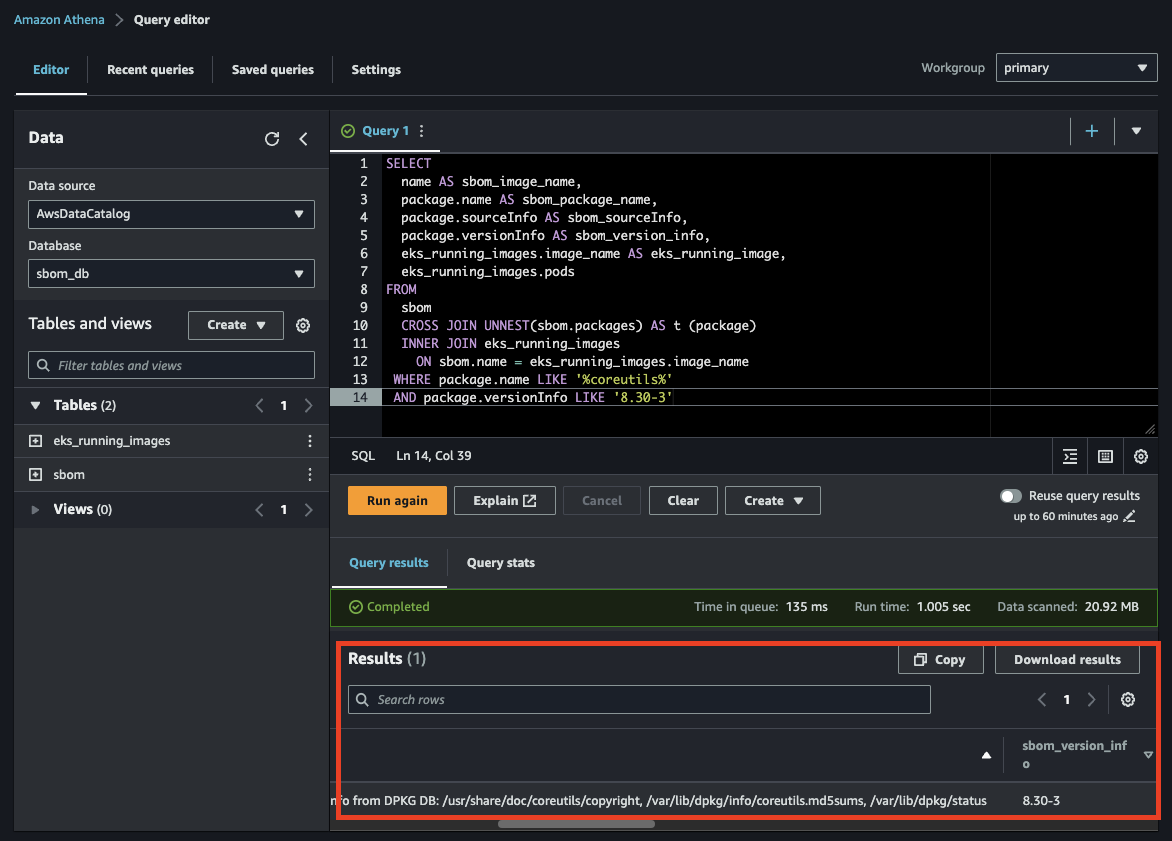 Amazon Athena > Query editor
Editor Recent queries Saved queries Settings Workgroup primary
Data
Data source
AwsDataCatalog
Database
sbom_db
Tables and views Create
Filter tables and views
Tables (2) 1
eks_running_images
sbom
Views (0) 1
Query 1
1 SELECT
2 name AS sbom_image_name,
3 package.name AS sbom_package_name,
4 package.sourceInfo AS sbom_sourceInfo,
5 package.versionInfo AS sbom_version_info,
6 eks_running_images.image_name AS eks_running_image,
7 eks_running_images.pods
8 FROM
9 sbom
10 CROSS JOIN UNNEST(sbom.packages) AS t (package)
11 INNER JOIN eks_running_images
12 ON sbom.name = eks_running_images.image_name
13 WHERE package.name LIKE '%coreutils%'
14 AND package.versionInfo LIKE '8.30-3'
SQL Ln 14, Col 39
Run again Explain Cancel Clear Create
Reuse query results
up to 60 minutes ago
Query results Query stats
Completed Time in queue: 135 ms Run time: 1.005 sec Data scanned: 20.92 MB
Results (1) Copy Download results
Search rows 1
sbom_version_inf
o
nfo from DPKG DB: /usr/share/doc/coreutils/copyright, /var/lib/dpkg/info/coreutils.md5sums, /var/lib/dpkg/status 8.30-3